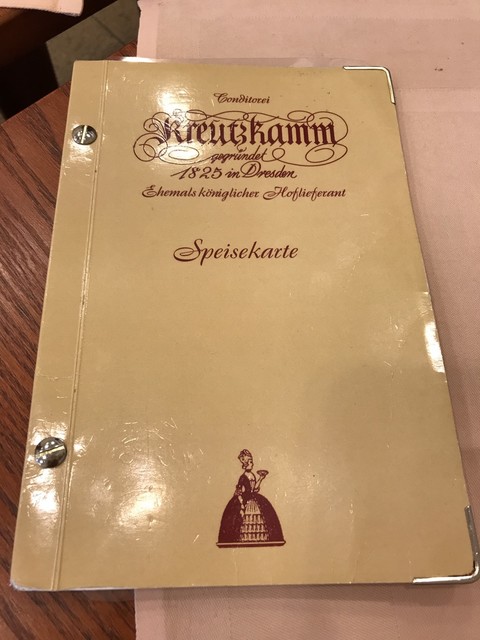 Conditorei
Kreutzkamm
gegründet
1825 in Dresden
Ehemals königlicher Hoflieferant
Speisekarte